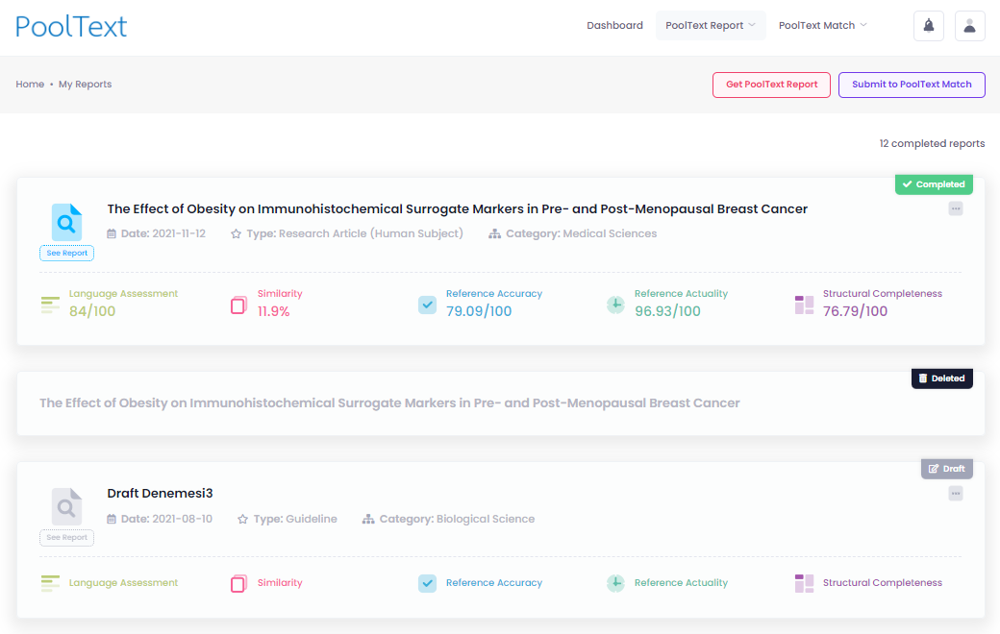 PoolText
Dashboard PoolText Report PoolText Match
Home • My Reports
Get PoolText Report Submit to PoolText Match
12 completed reports
Completed
The Effect of Obesity on Immunohistochemical Surrogate Markers in Pre- and Post-Menopausal Breast Cancer
Date: 2021-11-12 Type: Research Article (Human Subject) Category: Medical Sciences
See Report
Language Assessment Similarity Reference Accuracy Reference Actuality Structural Completeness
84/100 11.9% 79.09/100 96.93/100 76.79/100
Deleted
The Effect of Obesity on Immunohistochemical Surrogate Markers in Pre- and Post-Menopausal Breast Cancer
Draft
Draft Denemesi3
Date: 2021-08-10 Type: Guideline Category: Biological Science
See Report
Language Assessment Similarity Reference Accuracy Reference Actuality Structural Completeness